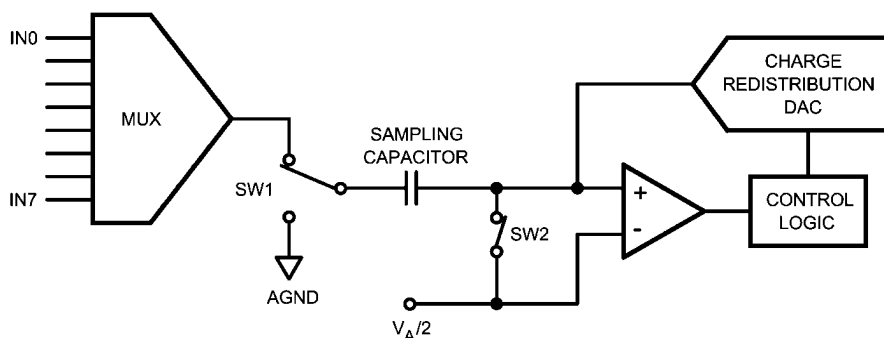 IN0
IN7
MUX
SW1
AGND
SAMPLING
CAPACITOR
SW2
V_A/2
+
-
CHARGE
REDISTRIBUTION
DAC
CONTROL
LOGIC